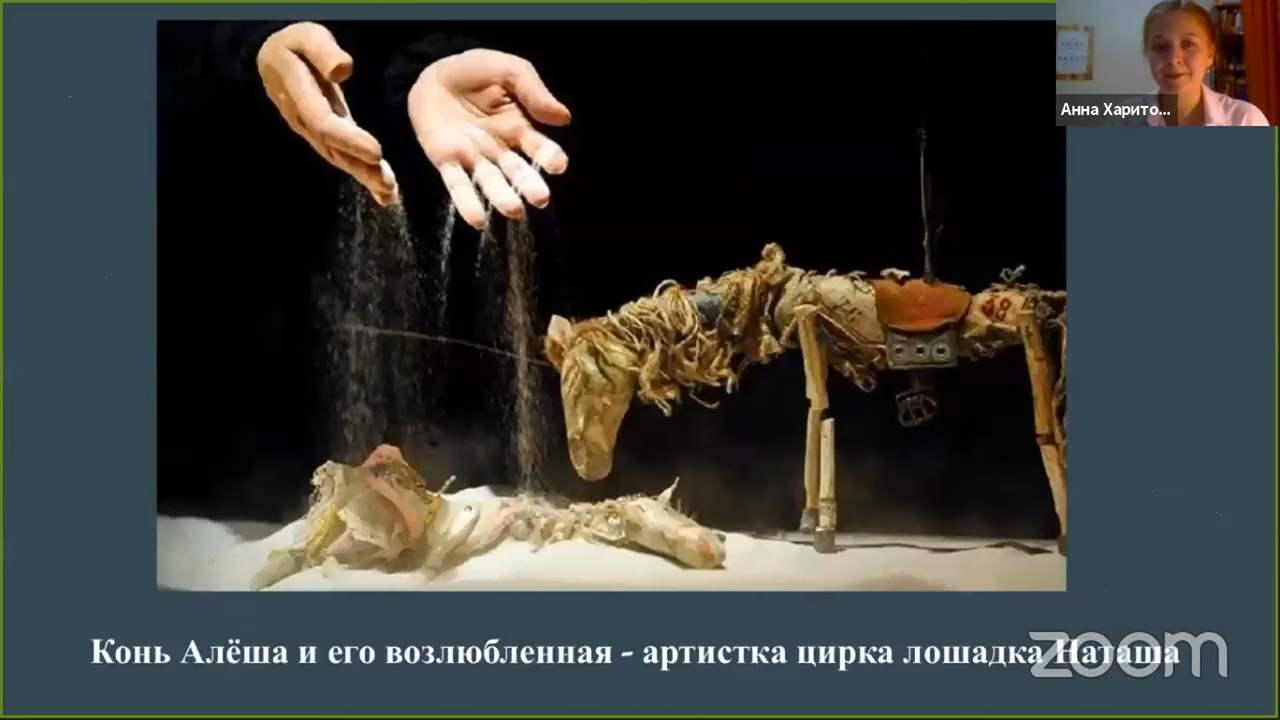 Анна Харито...
Конь Алёша и его возлюбленная - артистка цирка лошадка Наташа
zoom